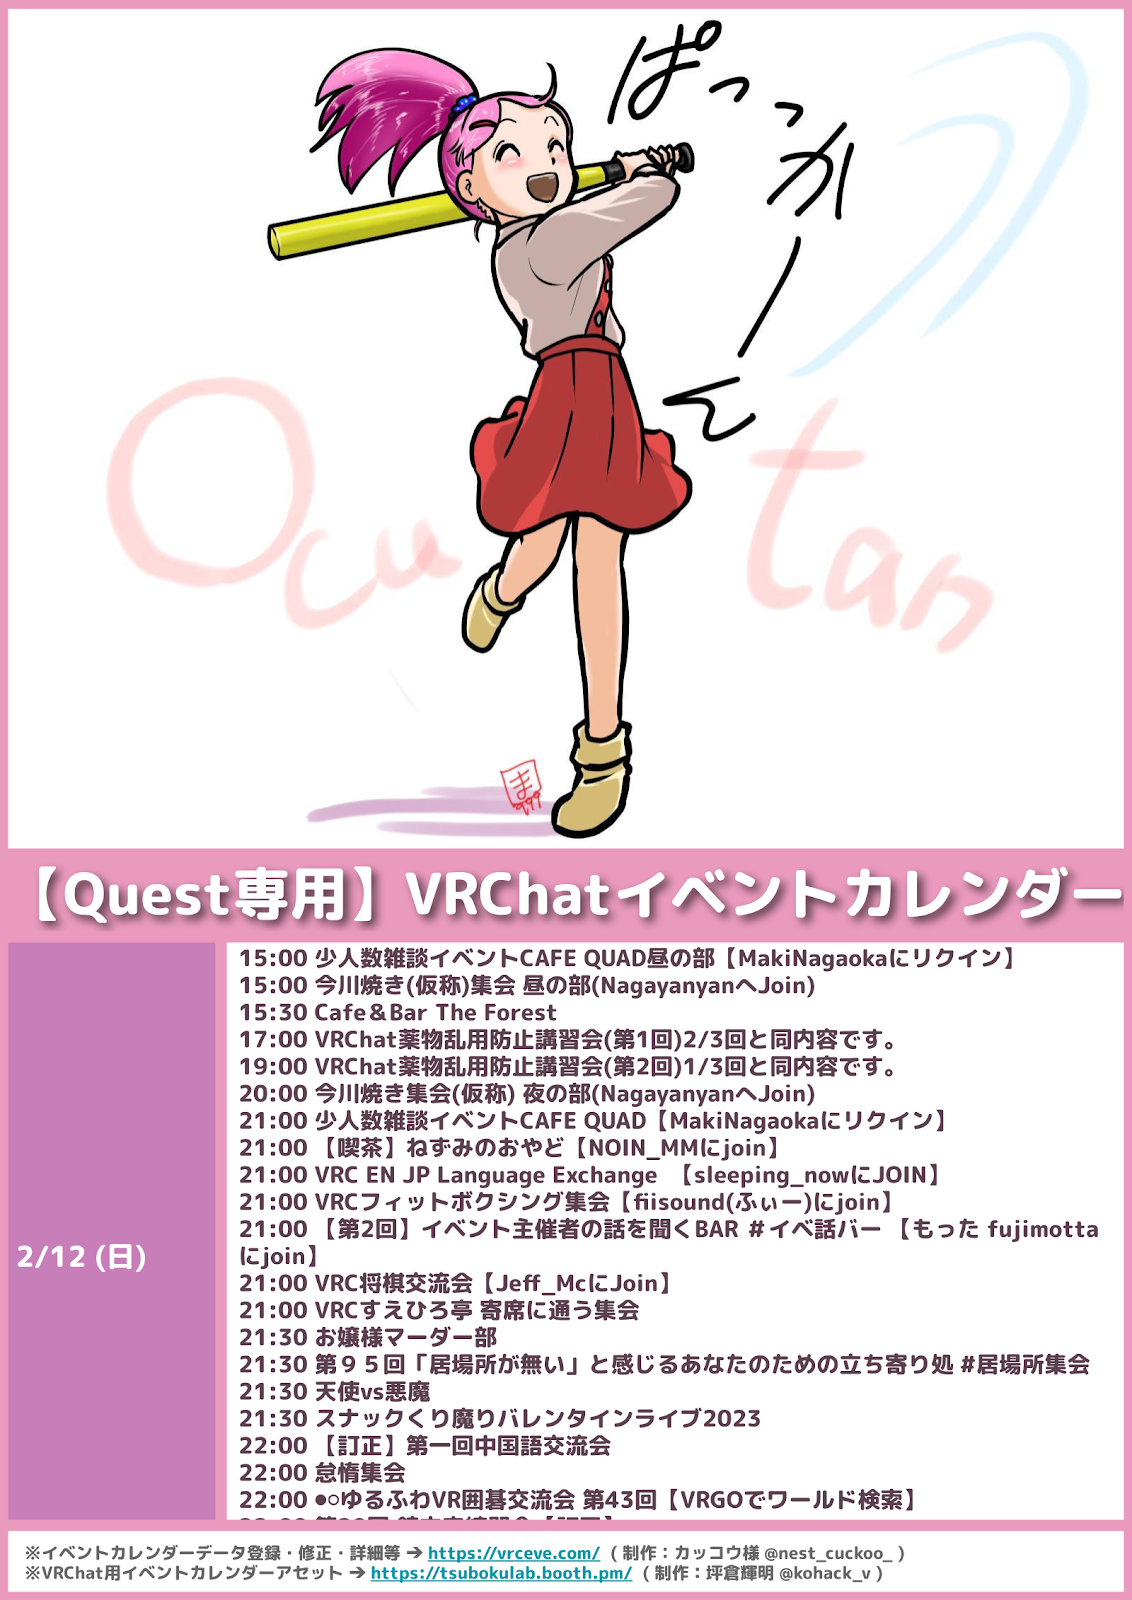 ぱっっかーん
Ocu tan
ま
999
【Quest専用】VRChatイベントカレンダー
2/12 (日)
15:00 少人数雑談イベントCAFE QUAD昼の部【MakiNagaokaにリクイン】
15:00 今川焼き(仮称)集会 昼の部(NagayanyanへJoin)
15:30 Cafe＆Bar The Forest
17:00 VRChat薬物乱用防止講習会(第1回)2/3回と同内容です。
19:00 VRChat薬物乱用防止講習会(第2回)1/3回と同内容です。
20:00 今川焼き集会(仮称) 夜の部(NagayanyanへJoin)
21:00 少人数雑談イベントCAFE QUAD【MakiNagaokaにリクイン】
21:00 【喫茶】ねずみのおやど【NOIN_MMにjoin】
21:00 VRC EN JP Language Exchange 【sleeping_nowにJOIN】
21:00 VRCフィットボクシング集会【fiisound(ふぃー)にjoin】
21:00 【第2回】イベント主催者の話を聞くBAR ＃イベ話バー 【もった fujimotta
にjoin】
21:00 VRC将棋交流会【Jeff_McにJoin】
21:00 VRCすえひろ亭 寄席に通う集会
21:30 お嬢様マーダー部
21:30 第９５回「居場所が無い」と感じるあなたのための立ち寄り処 #居場所集会
21:30 天使vs悪魔
21:30 スナックくり魔りバレンタインライブ2023
22:00 【訂正】第一回中国語交流会
22:00 怠惰集会
22:00 ●○ゆるふわVR囲碁交流会 第43回【VRGOでワールド検索】
※イベントカレンダーデータ登録・修正・詳細等 ➔ https://vrceve.com/ ( 制作：カッコウ様 @nest_cuckoo_ )
※VRChat用イベントカレンダーアセット ➔ https://tsubokulab.booth.pm/ ( 制作：坪倉輝明 @kohack_v )